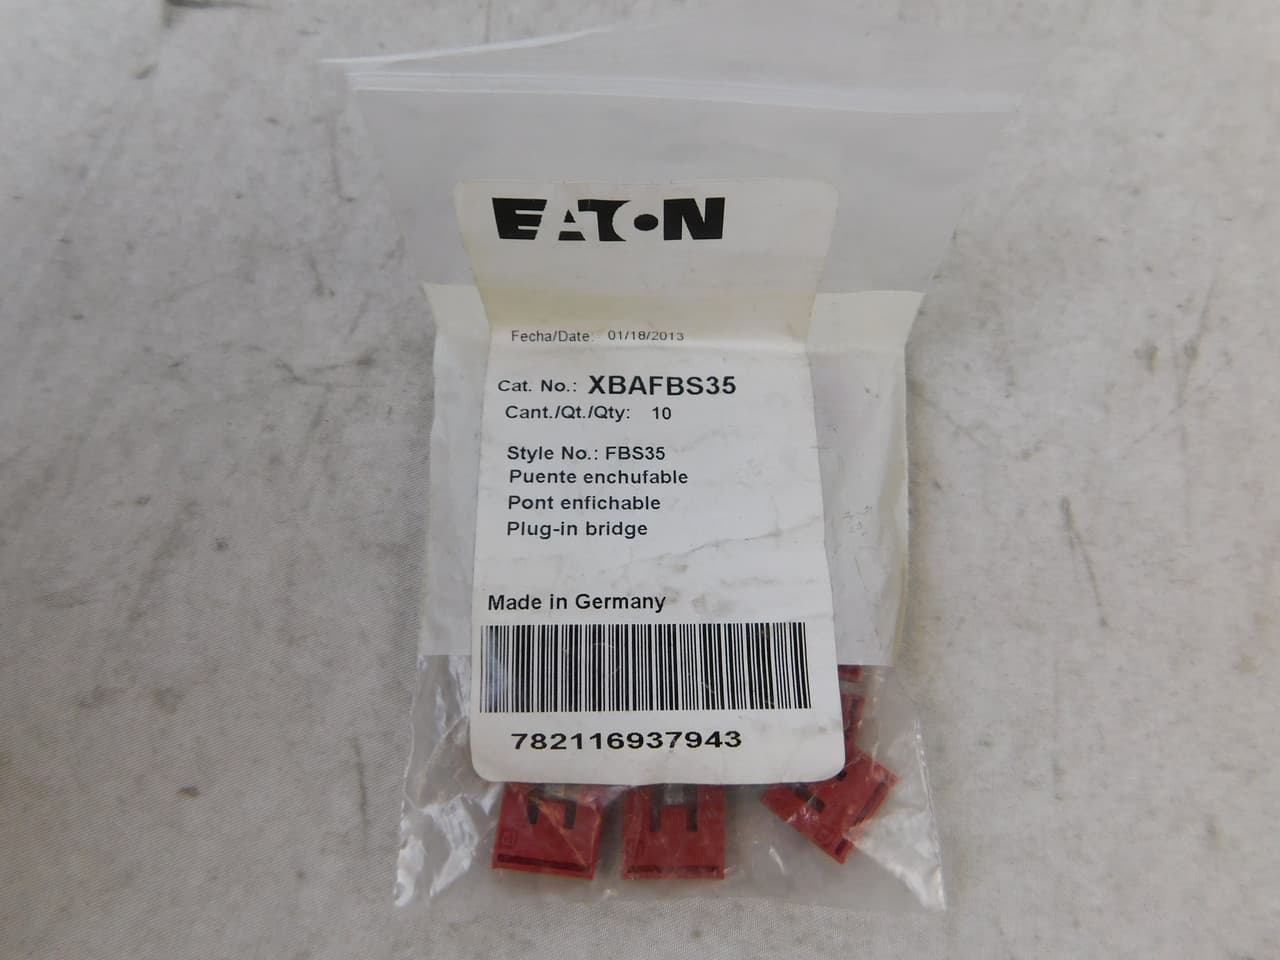 EATON
Fecha/Date: 01/18/2013
Cat. No.: XBAFBS35
Cant./Qt./Qty: 10
Style No.: FBS35
Puente enchufable
Pont enfichable
Plug-in bridge
Made in Germany
782116937943